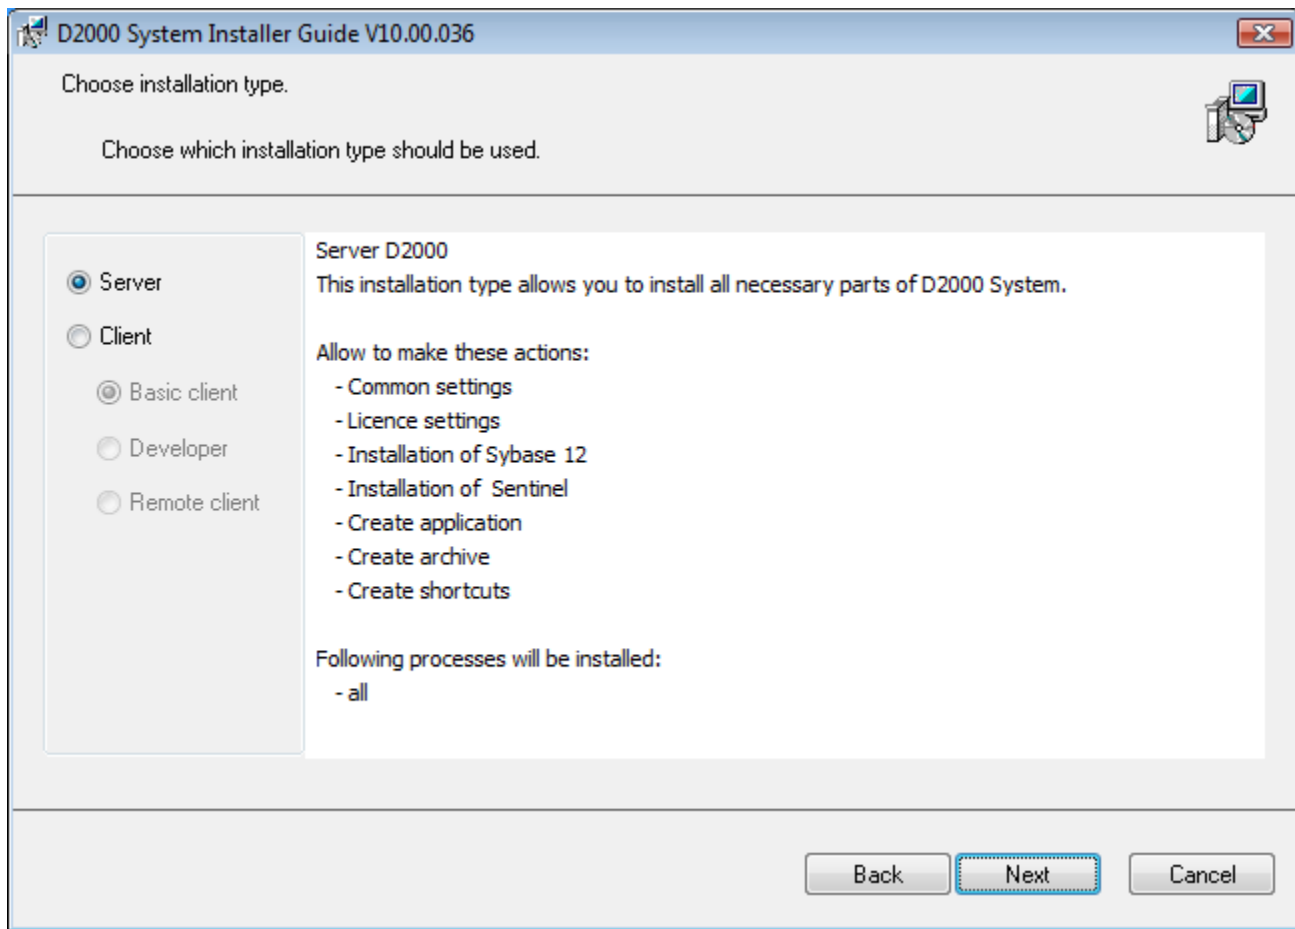 D2000 System Installer Guide V10.00.036
Choose installation type.
Choose which installation type should be used.
Server
Client
Basic client
Developer
Remote client
Server D2000
This installation type allows you to install all necessary parts of D2000 System.
Allow to make these actions:
- Common settings
- Licence settings
- Installation of Sybase 12
- Installation of  Sentinel
- Create application
- Create archive
- Create shortcuts
Following processes will be installed:
- all
Back
Next
Cancel